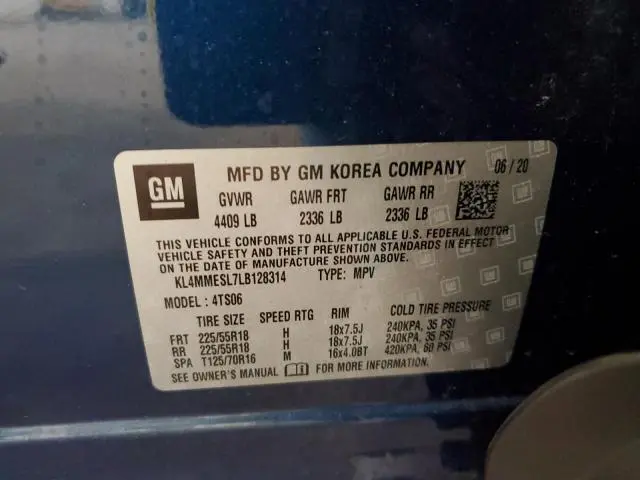 GM MFD BY GM KOREA COMPANY 06/20
GVWR GAWR FRT GAWR RR
4409 LB 2336 LB 2336 LB
THIS VEHICLE CONFORMS TO ALL APPLICABLE U.S. FEDERAL MOTOR
VEHICLE SAFETY AND THEFT PREVENTION STANDARDS IN EFFECT
ON THE DATE OF MANUFACTURE SHOWN ABOVE.
KL4MMESL7LB128314 TYPE: MPV
MODEL: 4TS06
TIRE SIZE SPEED RTG RIM COLD TIRE PRESSURE
FRT 225/55R18 H 18x7.5J 240KPA, 35 PSI
RR 225/55R18 H 18x7.5J 240KPA, 35 PSI
SPA T125/70R16 M 16x4.0BT 420KPA, 60 PSI
SEE OWNER'S MANUAL FOR MORE INFORMATION.